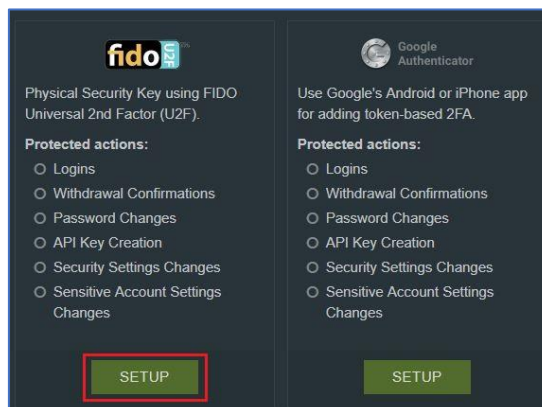 fido U2F
Physical Security Key using FIDO
Universal 2nd Factor (U2F).
Protected actions:
Logins
Withdrawal Confirmations
Password Changes
API Key Creation
Security Settings Changes
Sensitive Account Settings
Changes
SETUP
Google
Authenticator
Use Google's Android or iPhone app
for adding token-based 2FA.
Protected actions:
Logins
Withdrawal Confirmations
Password Changes
API Key Creation
Security Settings Changes
Sensitive Account Settings
Changes
SETUP